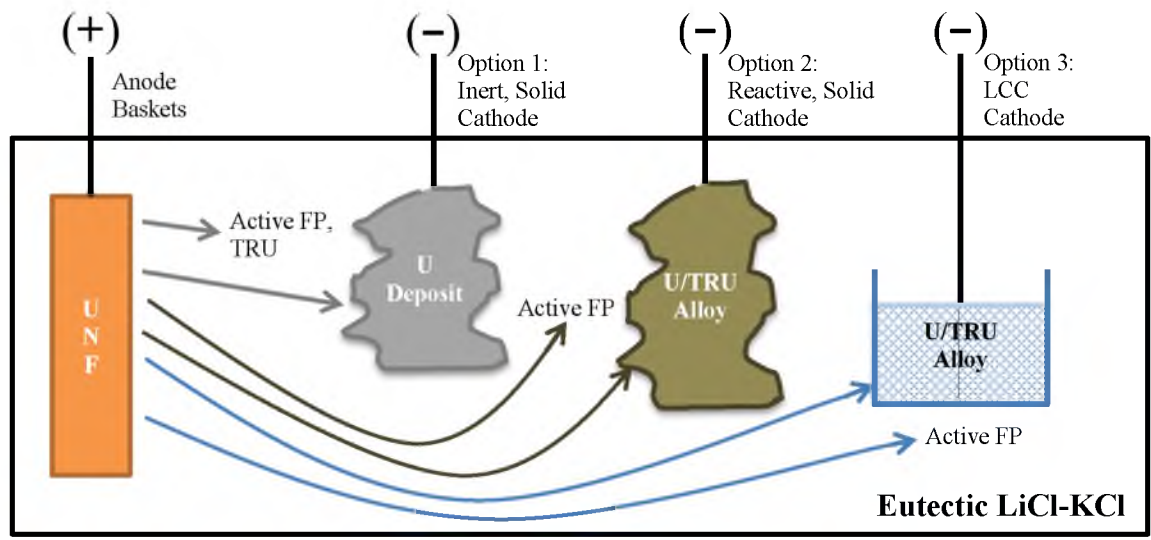 (+)
Anode
Baskets
(−)
Option 1:
Inert, Solid
Cathode
(−)
Option 2:
Reactive, Solid
Cathode
(−)
Option 3:
LCC
Cathode
U
N
F
Active FP,
TRU
U
Deposit
Active FP
U/TRU
Alloy
U/TRU
Alloy
Active FP
Eutectic LiCl-KCl